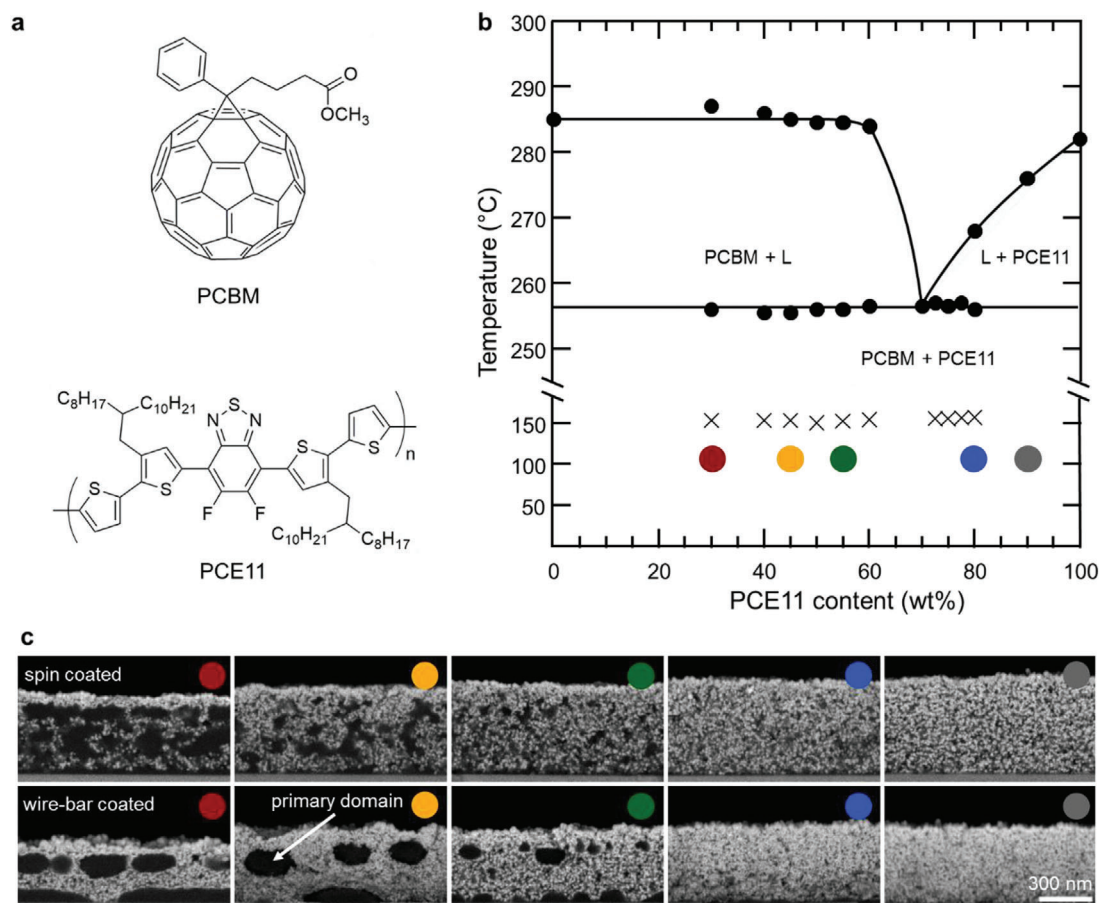 a
O
OCH3
PCBM
C8H17
C10H21
N
S
N
S
S
n
S
S
F
F
C10H21
C8H17
PCE11
b
300
290
280
270
260
250
150
100
50
Temperature (°C)
PCBM + L
L + PCE11
PCBM + PCE11
0
20
40
60
80
100
PCE11 content (wt%)
c
spin coated
wire-bar coated
primary domain
300 nm